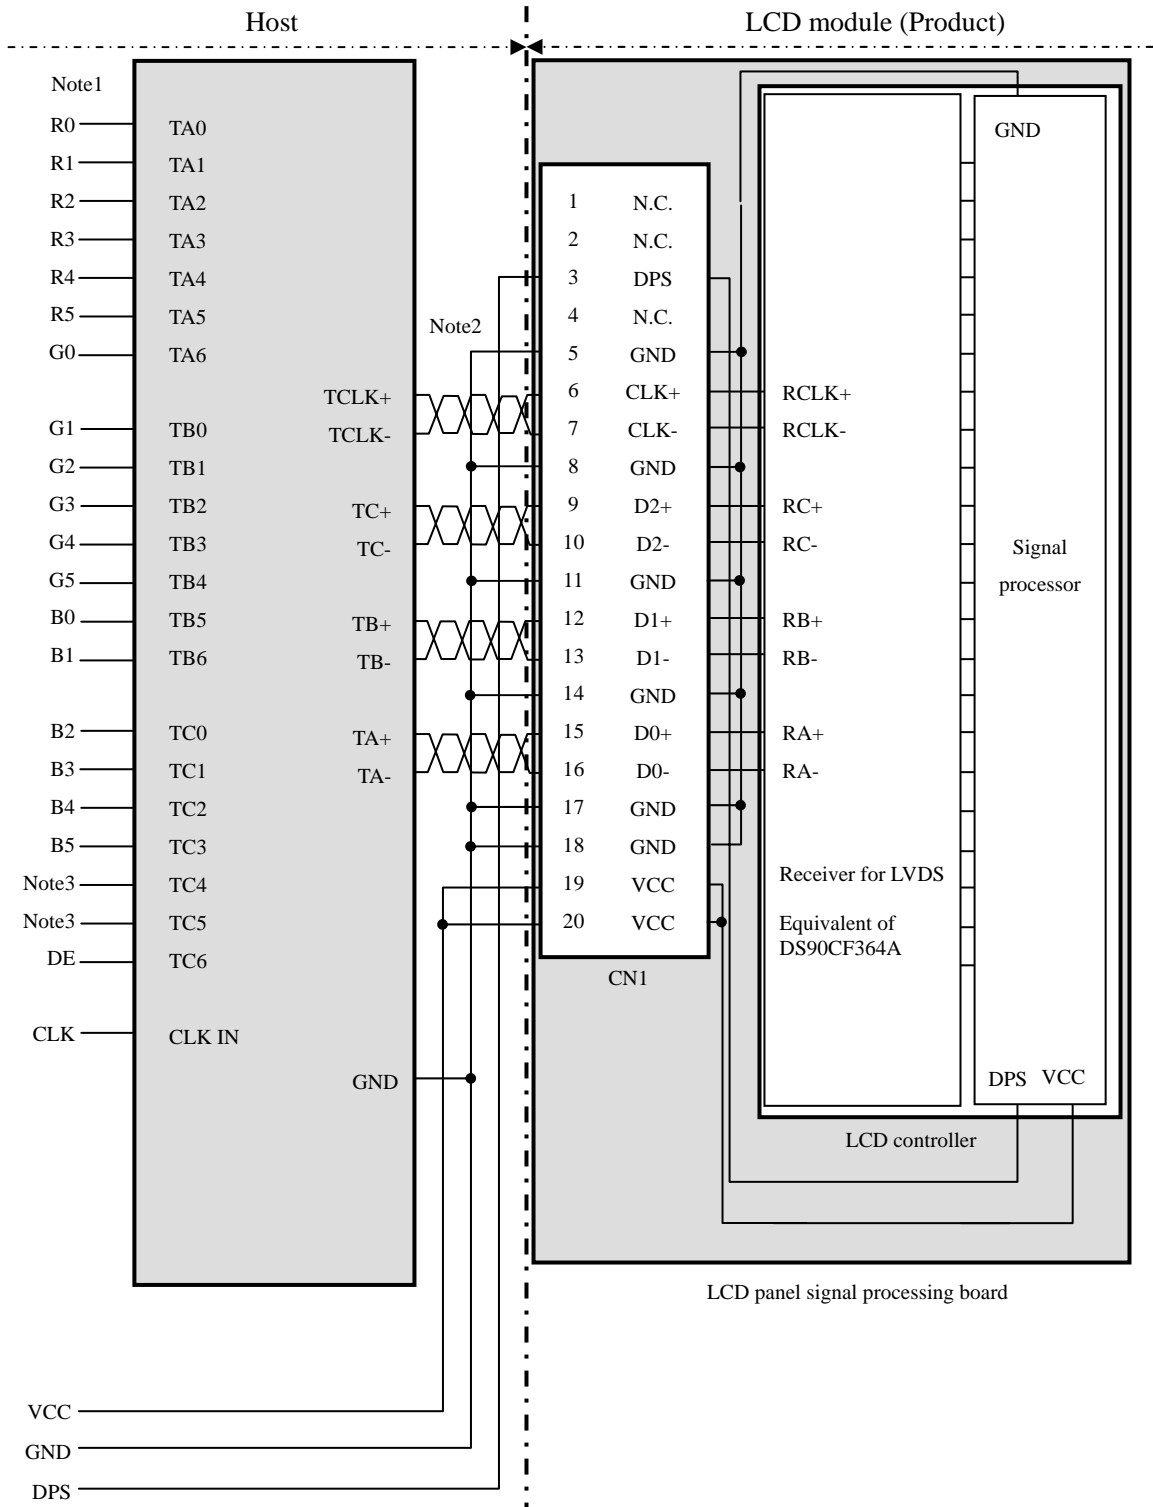 Host
LCD module (Product)
Note1
R0 TA0
R1 TA1
R2 TA2
R3 TA3
R4 TA4
R5 TA5
G0 TA6
G1 TB0
G2 TB1
G3 TB2
G4 TB3
G5 TB4
B0 TB5
B1 TB6
B2 TC0
B3 TC1
B4 TC2
B5 TC3
Note3 TC4
Note3 TC5
DE TC6
CLK CLK IN
TCLK+
TCLK-
TC+
TC-
TB+
TB-
TA+
TA-
GND
Note2
1 N.C.
2 N.C.
3 DPS
4 N.C.
5 GND
6 CLK+
7 CLK-
8 GND
9 D2+
10 D2-
11 GND
12 D1+
13 D1-
14 GND
15 D0+
16 D0-
17 GND
18 GND
19 VCC
20 VCC
CN1
RCLK+
RCLK-
RC+
RC-
RB+
RB-
RA+
RA-
Receiver for LVDS
Equivalent of
DS90CF364A
GND
Signal
processor
DPS VCC
LCD controller
LCD panel signal processing board
VCC
GND
DPS